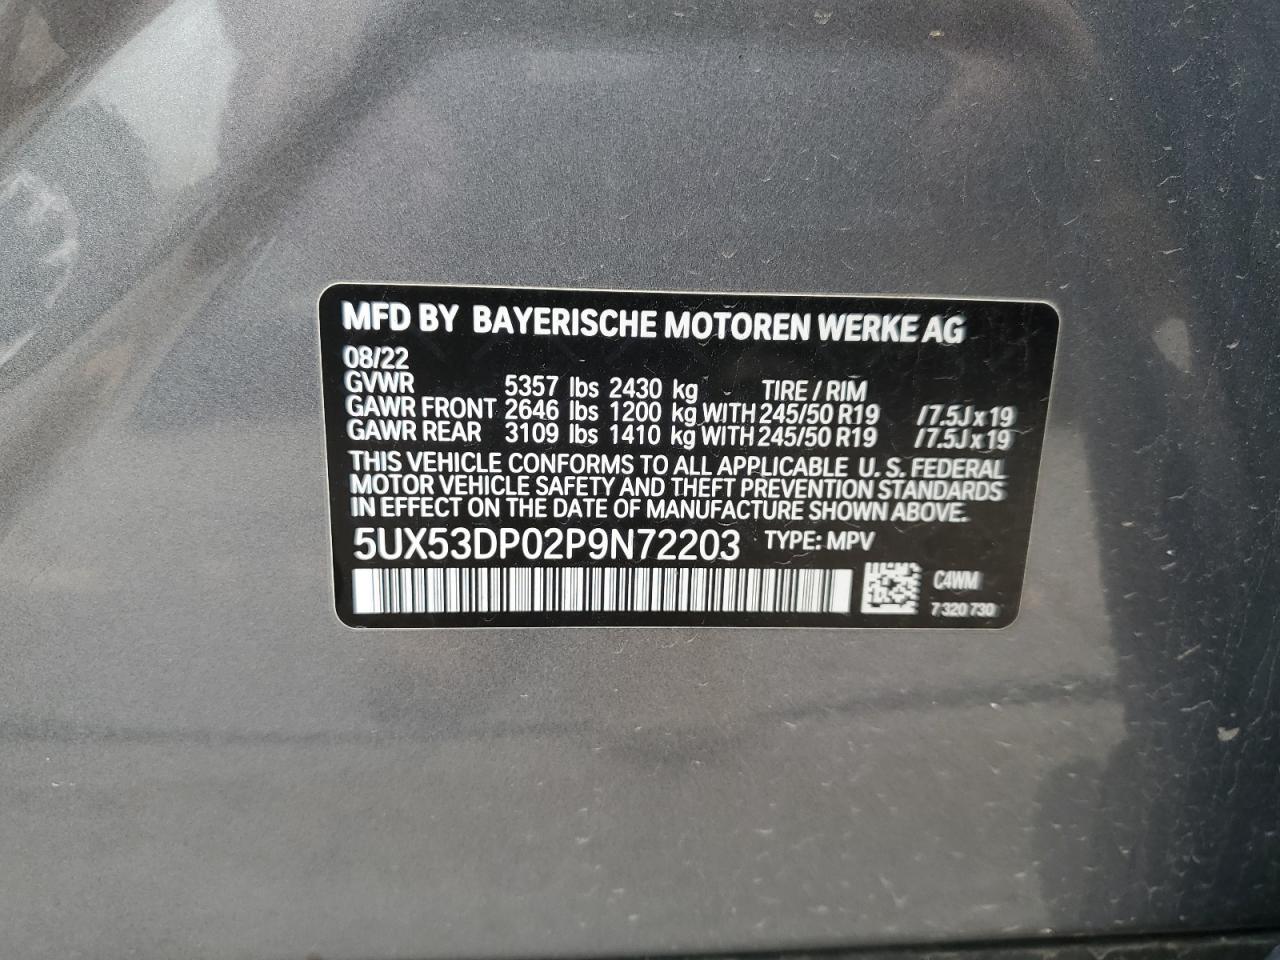 MFD BY BAYERISCHE MOTOREN WERKE AG
08/22
GVWR 5357 lbs 2430 kg TIRE / RIM
GAWR FRONT 2646 lbs 1200 kg WITH 245/50 R19 /7.5J x 19
GAWR REAR 3109 lbs 1410 kg WITH 245/50 R19 /7.5J x 19
THIS VEHICLE CONFORMS TO ALL APPLICABLE U. S. FEDERAL
MOTOR VEHICLE SAFETY AND THEFT PREVENTION STANDARDS
IN EFFECT ON THE DATE OF MANUFACTURE SHOWN ABOVE.
5UX53DP02P9N72203 TYPE: MPV
C4WM
7 320 730